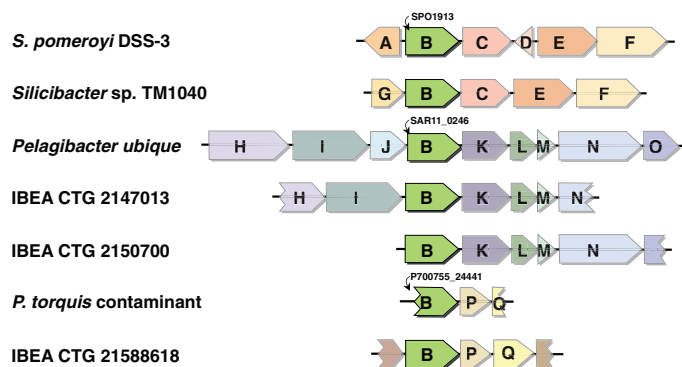 SPO1913
S. pomeroyi DSS-3 A B C D E F
Silicibacter sp. TM1040 G B C E F
SAR11_0246
Pelagibacter ubique H I J B K L M N O
IBEA CTG 2147013 H I B K L M N
IBEA CTG 2150700 B K L M N
P700755_24441
P. torquis contaminant B P Q
IBEA CTG 21588618 B P Q